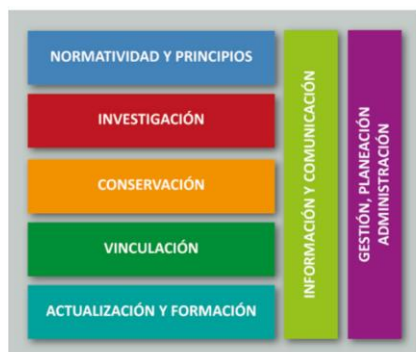 NORMATIVIDAD Y PRINCIPIOS
INVESTIGACIÓN
CONSERVACIÓN
VINCULACIÓN
ACTUALIZACIÓN Y FORMACIÓN
INFORMACIÓN Y COMUNICACIÓN
GESTIÓN, PLANEACIÓN
ADMINISTRACIÓN